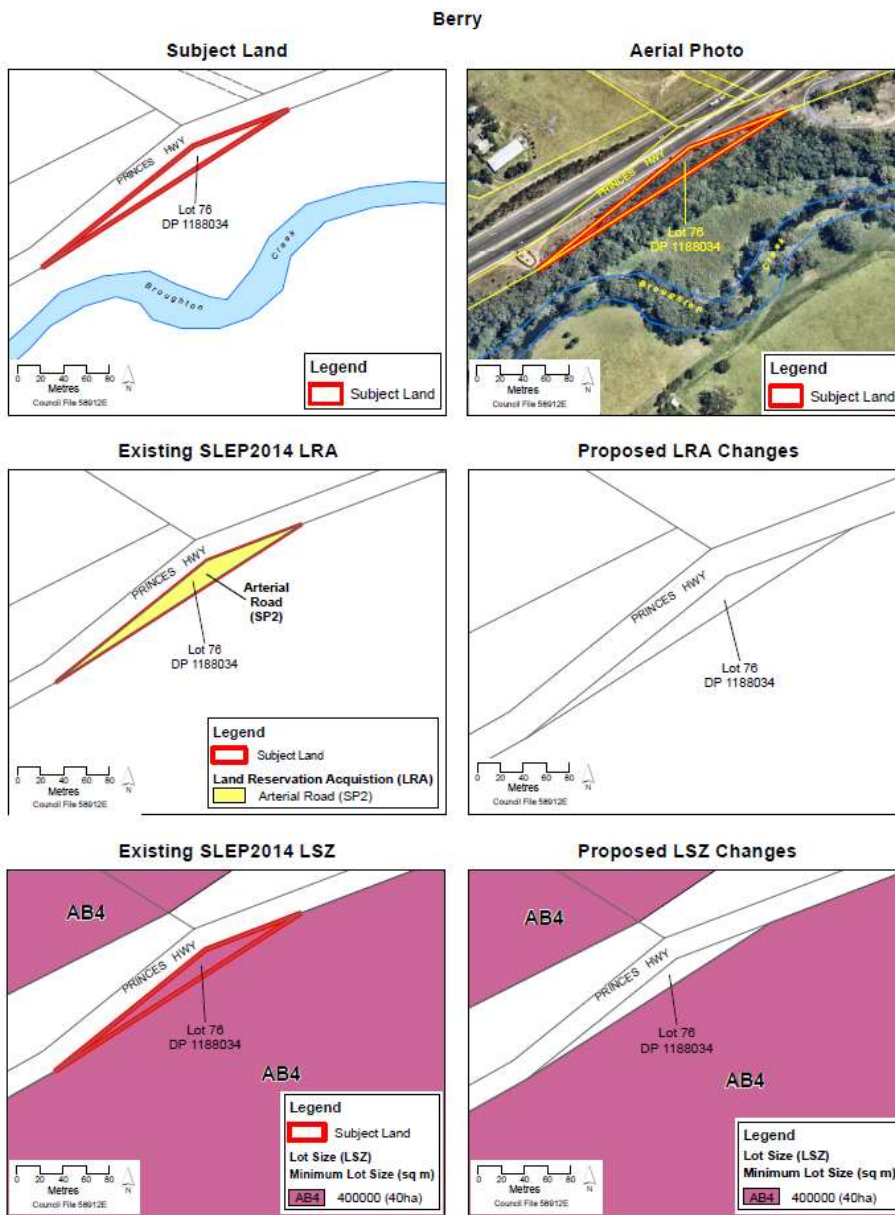 Berry
Subject Land
PRINCES HWY
Lot 76
DP 1188034
Broughton Creek
0 20 40 60 80
Metres
Council File 58912E
N
Legend
Subject Land
Aerial Photo
PRINCES HWY
Lot 76
DP 1188034
Broughton Creek
0 20 40 60 80
Metres
Council File 58912E
N
Legend
Subject Land
Existing SLEP2014 LRA
PRINCES HWY
Arterial
Road
(SP2)
Lot 76
DP 1188034
0 20 40 60 80
Metres
Council File 58912E
N
Legend
Subject Land
Land Reservation Acquistion (LRA)
Arterial Road (SP2)
Proposed LRA Changes
PRINCES HWY
Lot 76
DP 1188034
0 20 40 60 80
Metres
Council File 58912E
N
Existing SLEP2014 LSZ
AB4
PRINCES HWY
Lot 76
DP 1188034
AB4
0 20 40 60 80
Metres
Council File 58912E
N
Legend
Subject Land
Lot Size (LSZ)
Minimum Lot Size (sq m)
AB4 400000 (40ha)
Proposed LSZ Changes
AB4
PRINCES HWY
Lot 76
DP 1188034
AB4
0 20 40 60 80
Metres
Council File 58912E
N
Legend
Lot Size (LSZ)
Minimum Lot Size (sq m)
AB4 400000 (40ha)